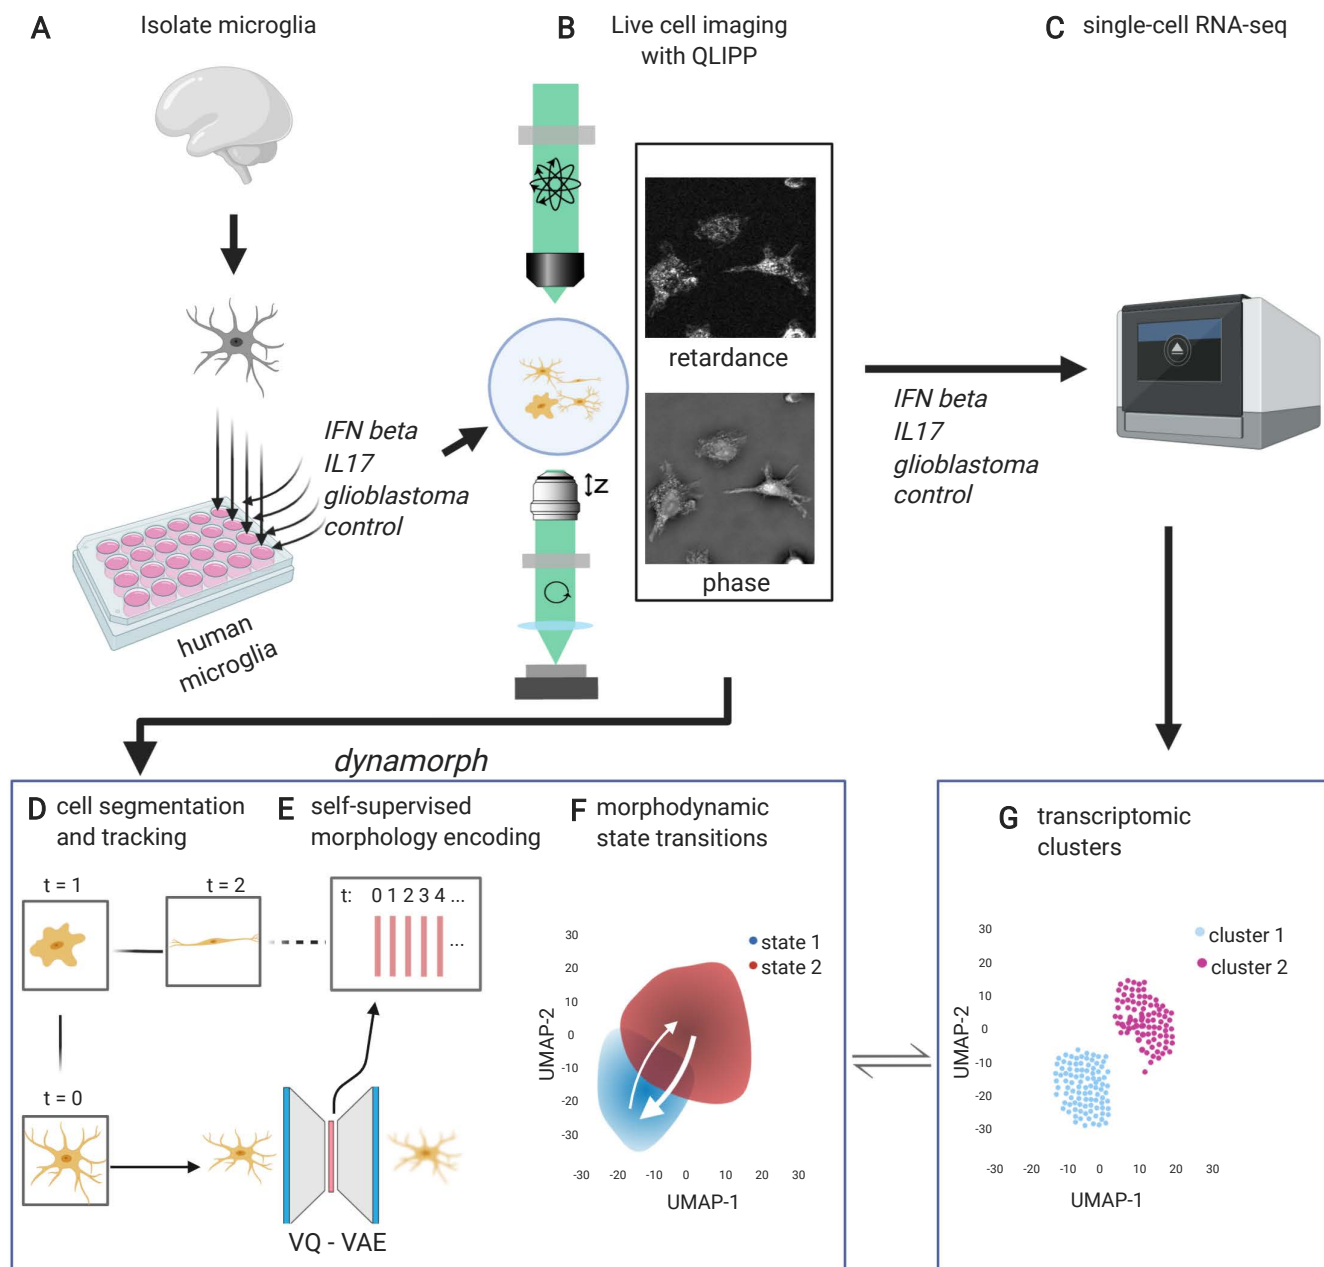 A
Isolate microglia
B
Live cell imaging
with QLIPP
C
single-cell RNA-seq
retardance
phase
z
IFN beta
IL17
glioblastoma
control
human
microglia
IFN beta
IL17
glioblastoma
control
dynamorph
D
cell segmentation
and tracking
t = 1
t = 2
t = 0
E
self-supervised
morphology encoding
t: 0 1 2 3 4 ...
...
VQ - VAE
F
morphodynamic
state transitions
state 1
state 2
30
20
10
0
-10
-20
-30
UMAP-2
-30 -20 -10 0 10 20 30
UMAP-1
G
transcriptomic
clusters
cluster 1
cluster 2
30
20
10
0
-10
-20
-30
UMAP-2
-30 -20 -10 0 10 20 30
UMAP-1